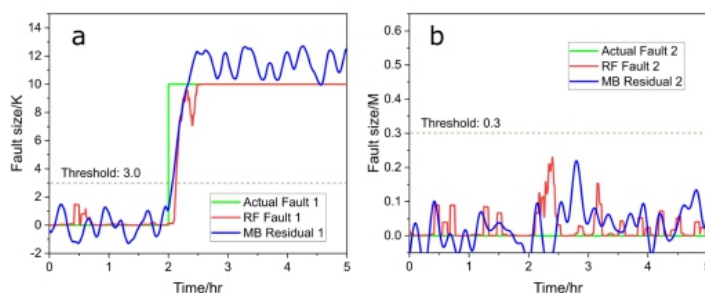 a
Fault size/K
14
12
10
8
6
4
2
0
-2
Threshold: 3.0
Actual Fault 1
RF Fault 1
MB Residual 1
0 1 2 3 4 5
Time/hr
b
Fault size/M
0.6
0.5
0.4
0.3
0.2
0.1
0.0
Actual Fault 2
RF Fault 2
MB Residual 2
Threshold: 0.3
0 1 2 3 4 5
Time/hr